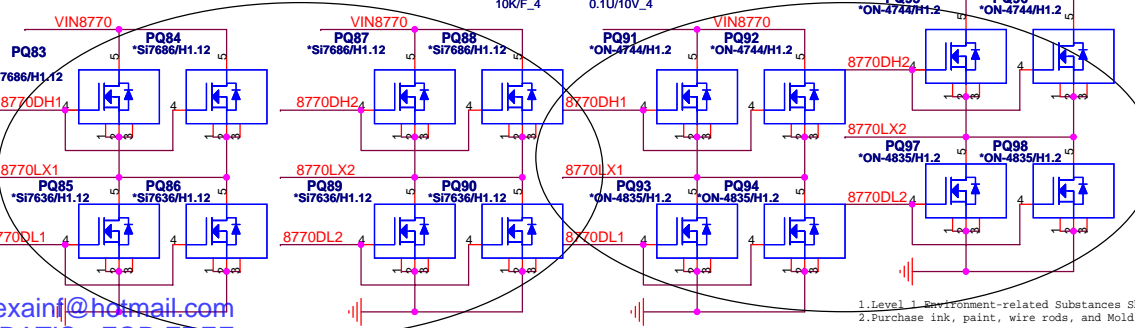 10K/F_4
0.1U/10V_4
*ON-4744/H1.2
*ON-4744/H1.2
VIN8770
VIN8770
VIN8770
PQ83
PQ84
*Si7686/H1.12
7686/H1.12
PQ87
*Si7686/H1.12
PQ88
*Si7686/H1.12
PQ91
*ON-4744/H1.2
PQ92
*ON-4744/H1.2
8770DH1
8770DH2
8770DH1
8770DH2
8770LX1
8770LX2
8770LX1
8770LX2
PQ85
*Si7636/H1.12
PQ86
*Si7636/H1.12
PQ89
*Si7636/H1.12
PQ90
*Si7636/H1.12
PQ93
*ON-4835/H1.2
PQ94
*ON-4835/H1.2
PQ97
*ON-4835/H1.2
PQ98
*ON-4835/H1.2
770DL1
8770DL2
8770DL1
8770DL2
exainf@hotmail.com
1.Level 1 Environment-related Substances S
2.Purchase ink, paint, wire rods, and Mold